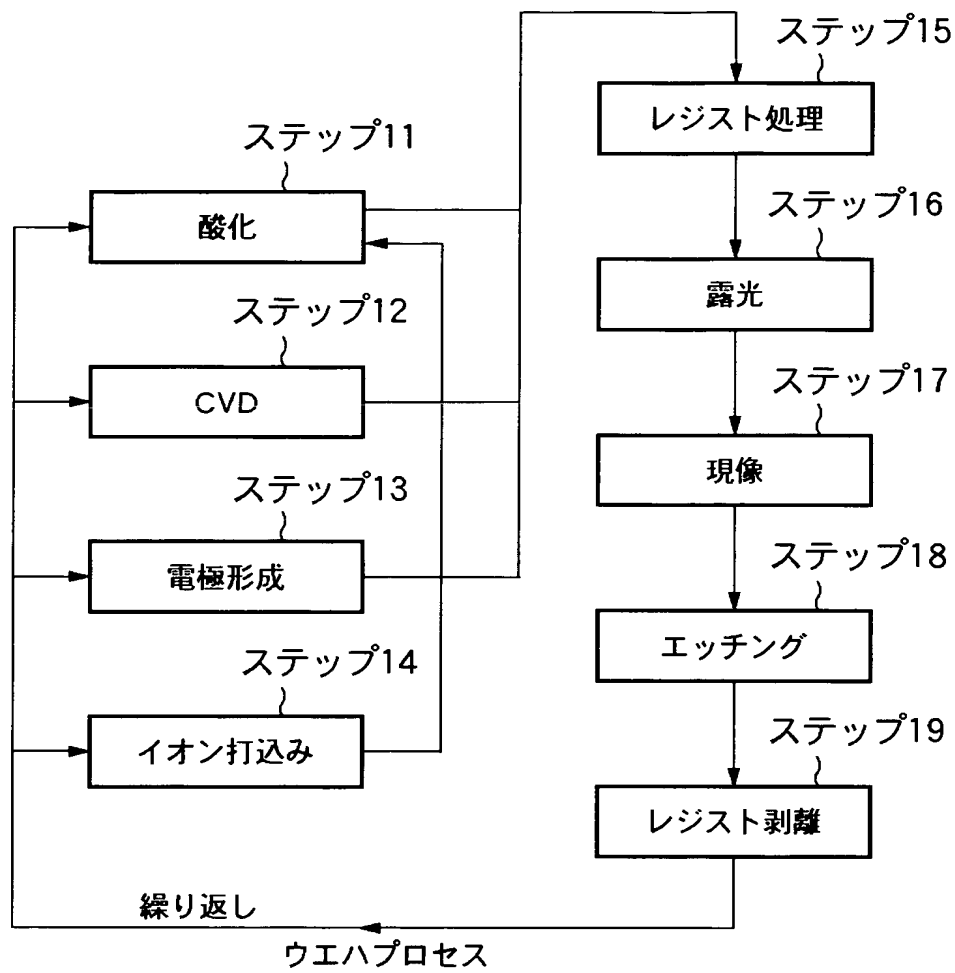 ステップ11
酸化
ステップ12
CVD
ステップ13
電極形成
ステップ14
イオン打込み
ステップ15
レジスト処理
ステップ16
露光
ステップ17
現像
ステップ18
エッチング
ステップ19
レジスト剥離
繰り返し
ウエハプロセス